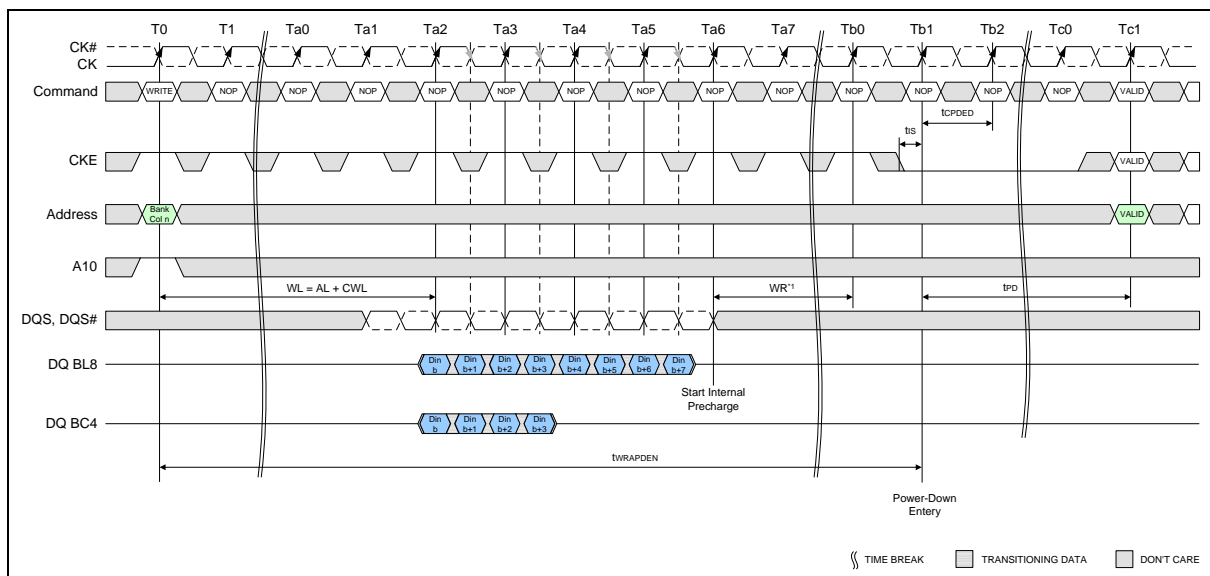 T0 T1 Ta0 Ta1 Ta2 Ta3 Ta4 Ta5 Ta6 Ta7 Tb0 Tb1 Tb2 Tc0 Tc1
CK#
CK
Command WRITE NOP NOP NOP NOP NOP NOP NOP NOP NOP NOP NOP NOP NOP VALID
tCPDED
tIS
CKE VALID
Address Bank Col n VALID
A10
WL = AL + CWL WR*1 tPD
DQS, DQS#
DQ BL8 Din b Din b+1 Din b+2 Din b+3 Din b+4 Din b+5 Din b+6 Din b+7
Start Internal
Precharge
DQ BC4 Din b Din b+1 Din b+2 Din b+3
tWRAPDEN
Power-Down
Entery
TIME BREAK TRANSITIONING DATA DON'T CARE